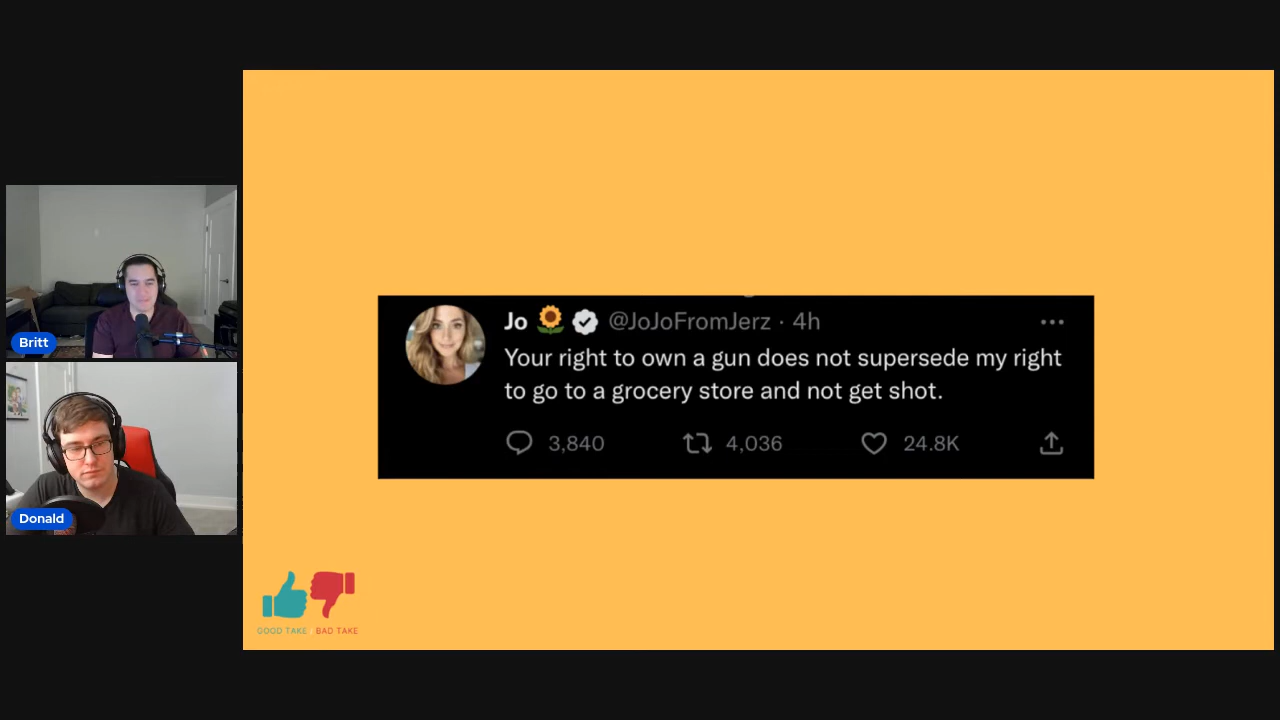 Britt
Donald
Jo 🌻 @JoJoFromJerz · 4h
Your right to own a gun does not supersede my right
to go to a grocery store and not get shot.
3,840 4,036 24.8K
GOOD TAKE BAD TAKE